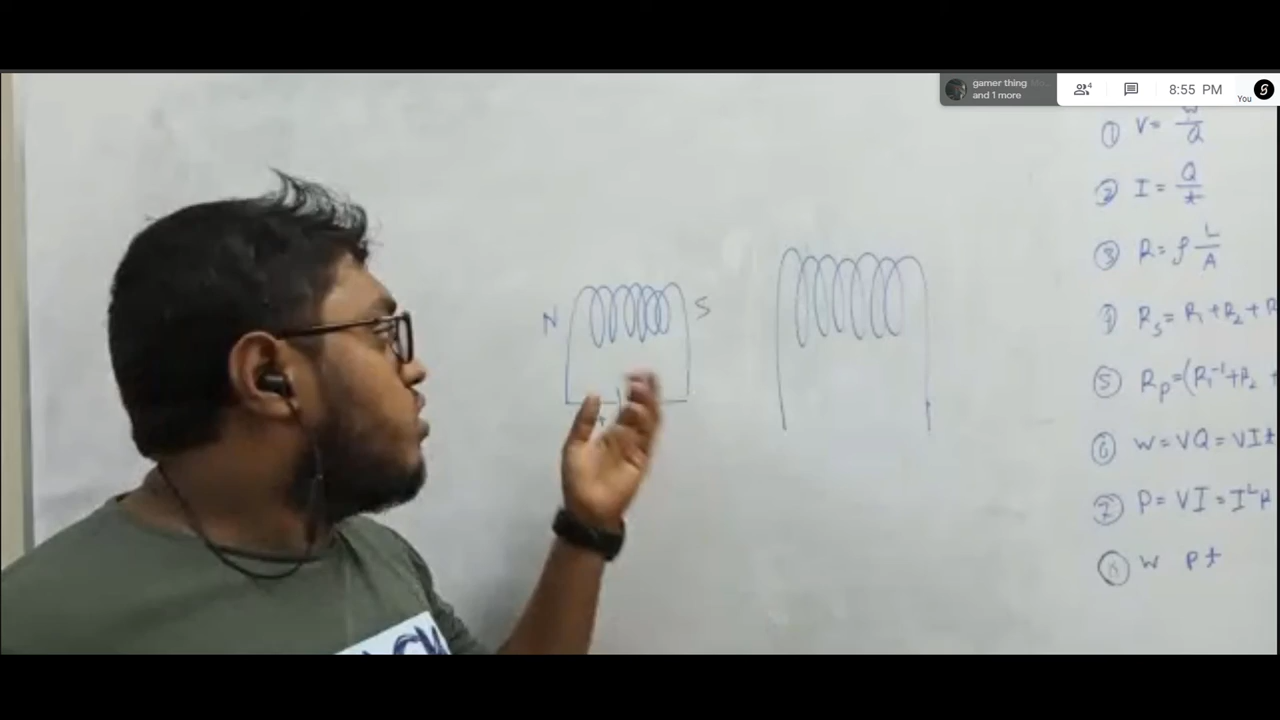 gamer thing
and 1 more
4
8:55 PM
You
N
S
+
① V = W/Q
② I = Q/t
③ R = ρ L/A
Rs = R1 + R2 + R
⑤ Rp = (R1⁻¹ + R2 +
⑥ W = VQ = VIt
⑦ P = VI = I²R
W Pt